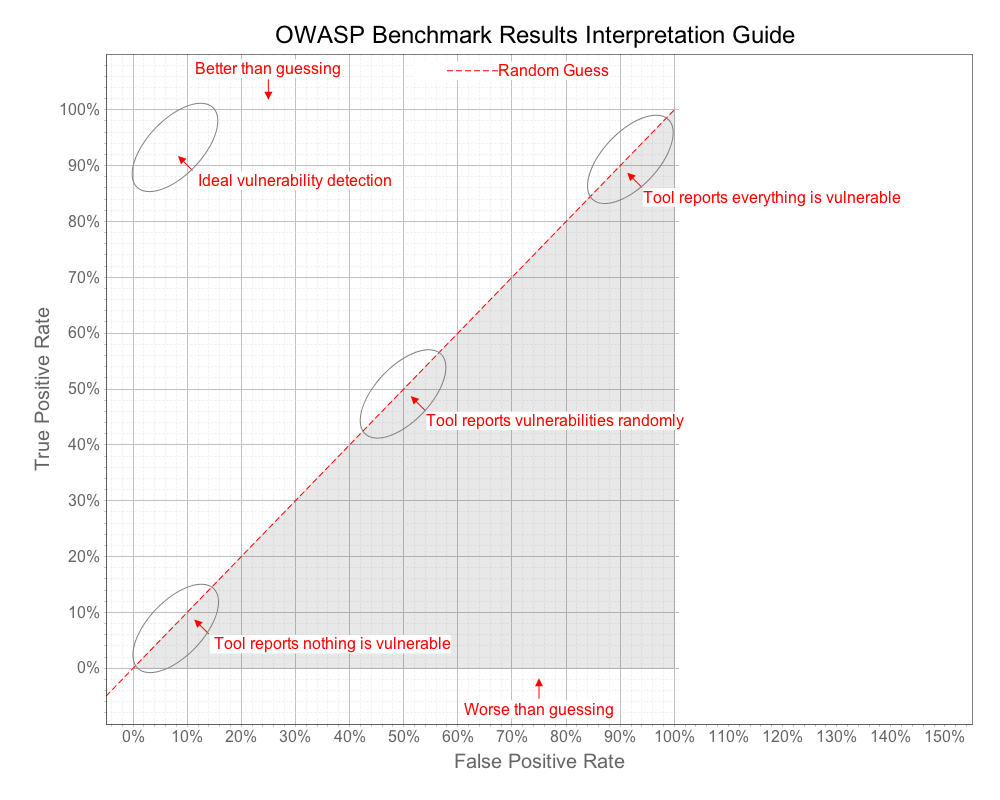 OWASP Benchmark Results Interpretation Guide
Better than guessing
Random Guess
100%
90%
80%
70%
60%
50%
40%
30%
20%
10%
0%
True Positive Rate
Ideal vulnerability detection
Tool reports everything is vulnerable
Tool reports vulnerabilities randomly
Tool reports nothing is vulnerable
Worse than guessing
0% 10% 20% 30% 40% 50% 60% 70% 80% 90% 100% 110% 120% 130% 140% 150%
False Positive Rate